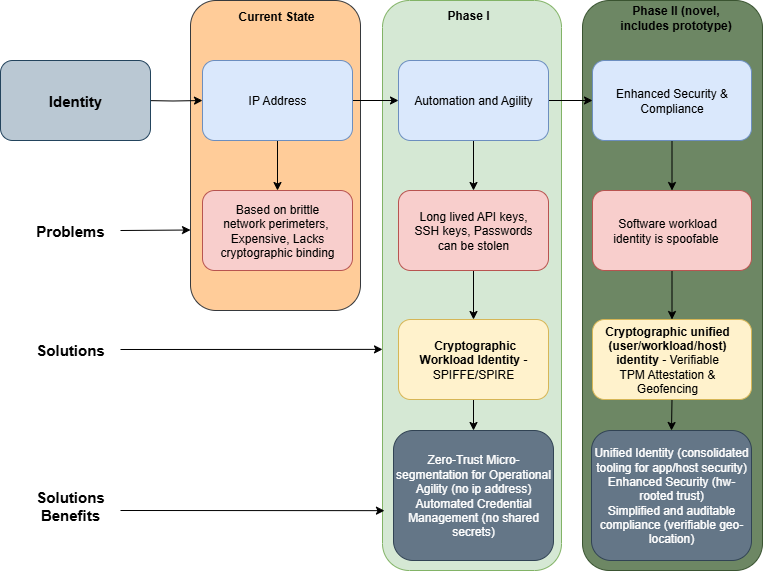 Current State
Phase I
Phase II (novel,
includes prototype)
Identity
IP Address
Automation and Agility
Enhanced Security &
Compliance
Problems
Based on brittle
network perimeters,
Expensive, Lacks
cryptographic binding
Long lived API keys,
SSH keys, Passwords
can be stolen
Software workload
identity is spoofable
Solutions
Cryptographic
Workload Identity -
SPIFFE/SPIRE
Cryptographic unified
(user/workload/host)
identity - Verifiable
TPM Attestation &
Geofencing
Solutions
Benefits
Zero-Trust Micro-
segmentation for Operational
Agility (no ip address)
Automated Credential
Management (no shared
secrets)
Unified Identity (consolidated
tooling for app/host security)
Enhanced Security (hw-
rooted trust)
Simplified and auditable
compliance (verifiable geo-
location)